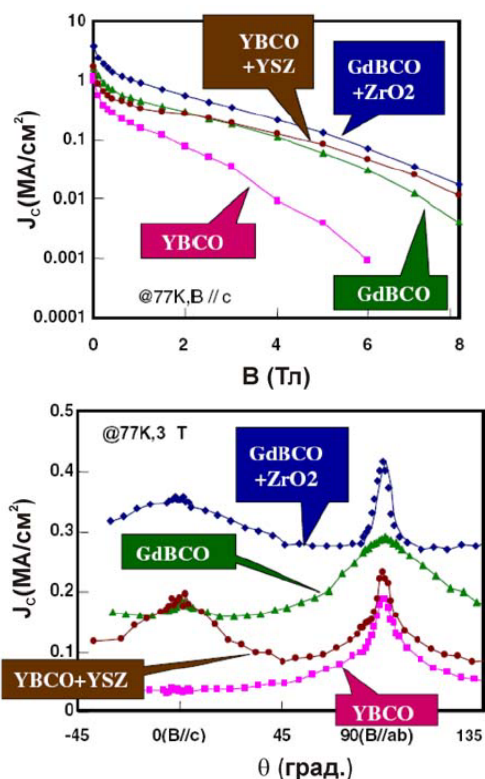 10
1
0.1
0.01
0.001
0.0001
Jc(МА/см²)
YBCO
+YSZ
GdBCO
+ZrO2
YBCO
GdBCO
@77K,B // c
0 2 4 6 8
B (Тл)
0.5
0.4
0.3
0.2
0.1
0
Jc(МА/см²)
@77K,3 T
GdBCO
+ZrO2
GdBCO
YBCO+YSZ
YBCO
-45 0(B//c) 45 90(B//ab) 135
θ (град.)